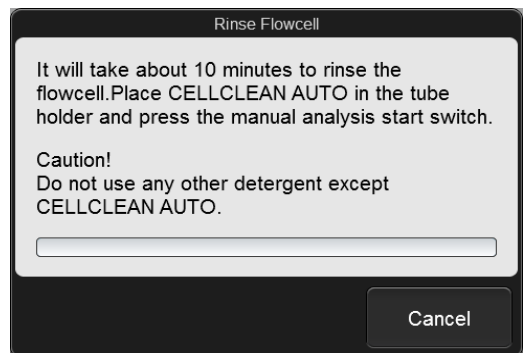 Rinse Flowcell
It will take about 10 minutes to rinse the
flowcell.Place CELLCLEAN AUTO in the tube
holder and press the manual analysis start switch.
Caution!
Do not use any other detergent except
CELLCLEAN AUTO.
Cancel